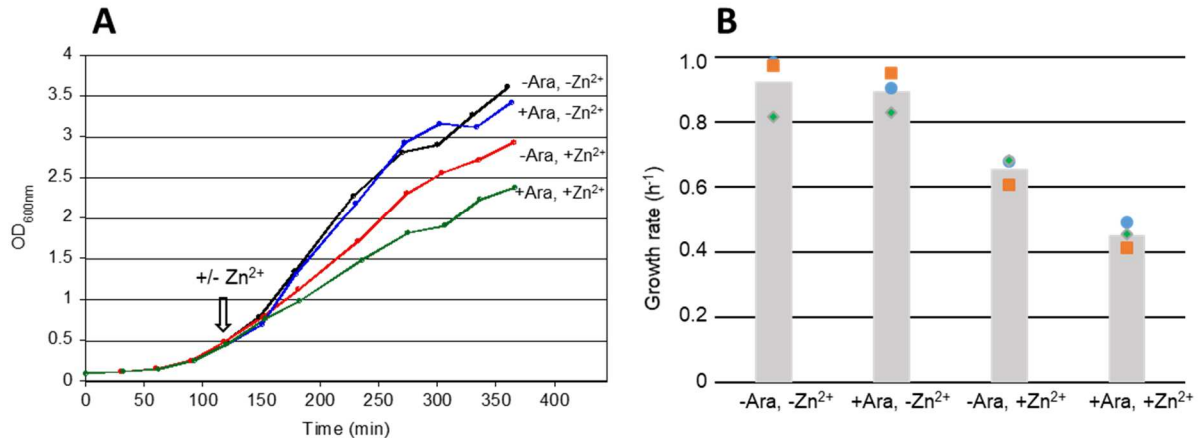 A
OD600nm
4
3.5
3
2.5
2
1.5
1
0.5
0
-Ara, -Zn²⁺
+Ara, -Zn²⁺
-Ara, +Zn²⁺
+Ara, +Zn²⁺
+/- Zn²⁺
0 50 100 150 200 250 300 350 400
Time (min)
B
Growth rate (h⁻¹)
1.0
0.8
0.6
0.4
0.2
0
-Ara, -Zn²⁺ +Ara, -Zn²⁺ -Ara, +Zn²⁺ +Ara, +Zn²⁺